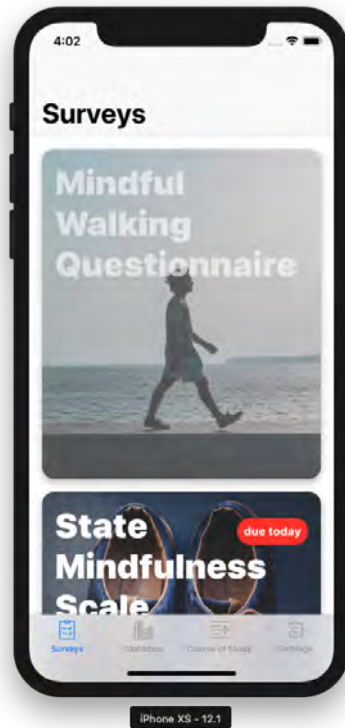 4:02
Surveys
Mindful
Walking
Questionnaire
State
due today
Mindfulness
Scale
Surveys
Statistics
Course of Study
Settings
iPhone XS - 12.1